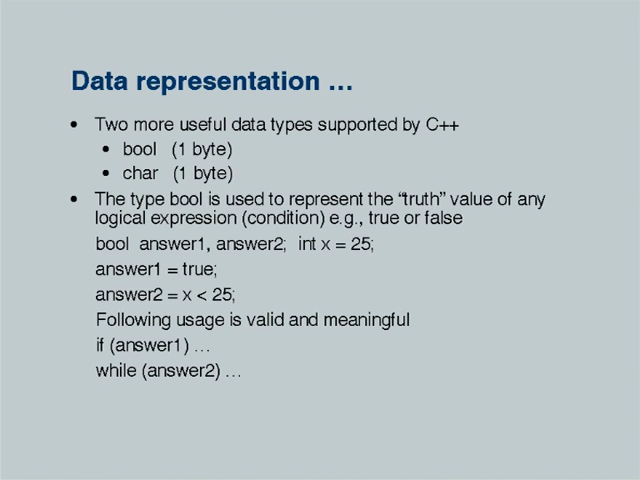 Data representation …
• Two more useful data types supported by C++
• bool (1 byte)
• char (1 byte)
• The type bool is used to represent the “truth” value of any
logical expression (condition) e.g., true or false
bool answer1, answer2; int x = 25;
answer1 = true;
answer2 = x < 25;
Following usage is valid and meaningful
if (answer1) …
while (answer2) …